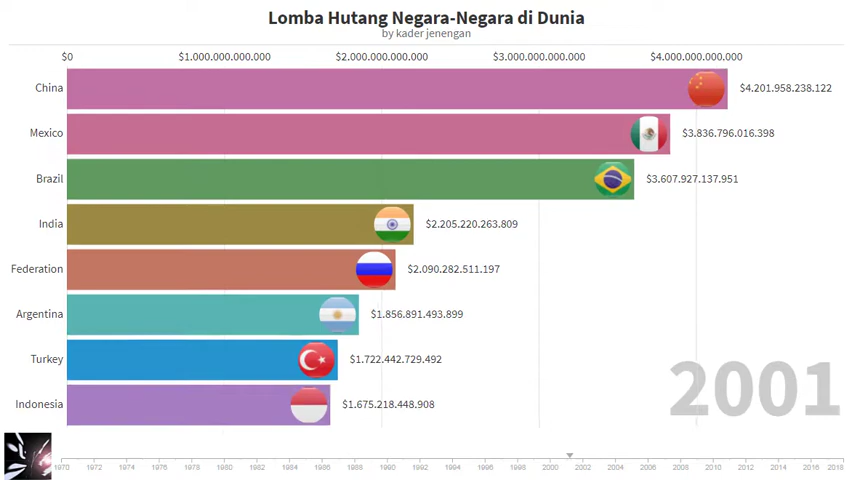 Lomba Hutang Negara-Negara di Dunia
by kader jenengan
$0 $1.000.000.000.000 $2.000.000.000.000 $3.000.000.000.000 $4.000.000.000.000
China $4.201.958.238.122
Mexico $3.836.796.016.398
Brazil $3.607.927.137.951
India $2.205.220.263.809
Federation $2.090.282.511.197
Argentina $1.856.891.493.899
Turkey $1.722.442.729.492
Indonesia $1.675.218.448.908
2001
1970 1972 1974 1976 1978 1980 1982 1984 1986 1988 1990 1992 1994 1996 1998 2000 2002 2004 2006 2008 2010 2012 2014 2016 2018